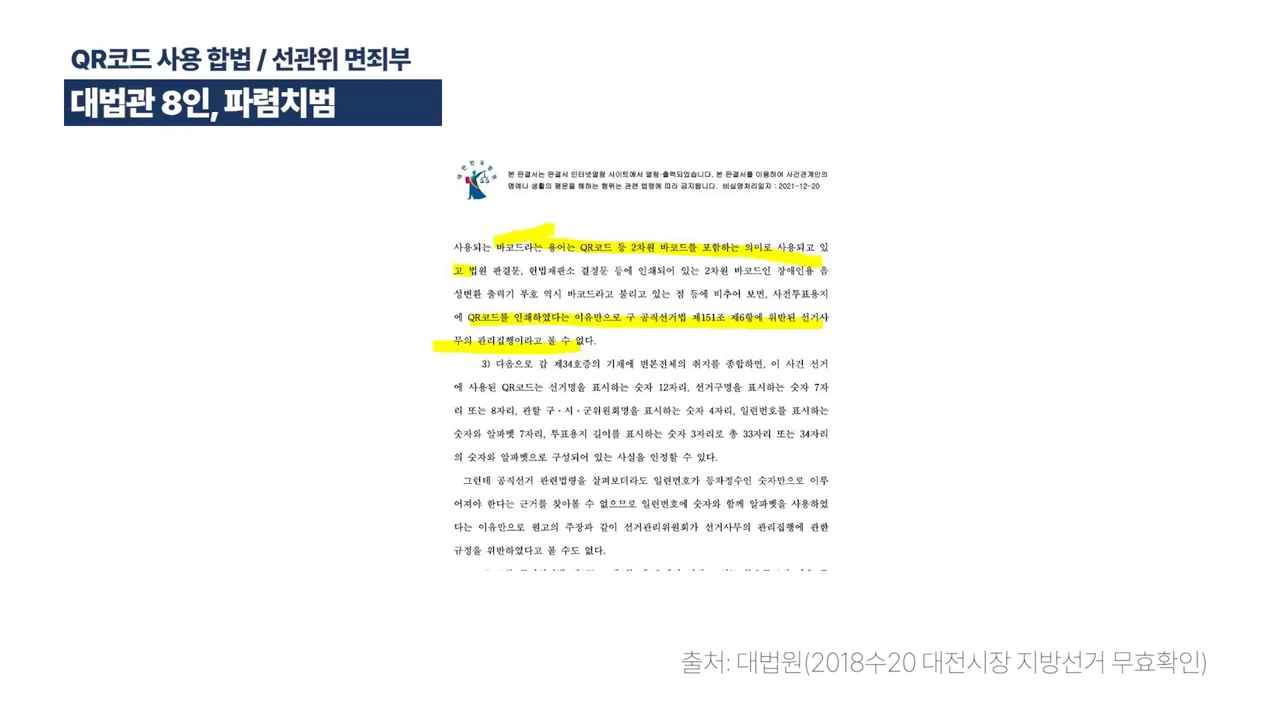 QR코드 사용 합법 / 선관위 면죄부
대법관 8인, 파렴치범
대한민국법원
본 판결서는 판결서 인터넷열람 사이트에서 열람·출력되었습니다. 본 판결서를 이용하여 사건관계인의
명예나 생활의 평온을 해하는 행위는 관련 법령에 따라 금지됩니다. 비실명처리일자 : 2021-12-20
사용되는 바코드라는 용어는 QR코드 등 2차원 바코드를 포함하는 의미로 사용되고 있
고 법원 판결문, 헌법재판소 결정문 등에 인쇄되어 있는 2차원 바코드인 장애인용 음
성변환 출력기 부호 역시 바코드라고 불리고 있는 점 등에 비추어 보면, 사전투표용지
에 QR코드를 인쇄하였다는 이유만으로 구 공직선거법 제151조 제6항에 위반된 선거사
무의 관리집행이라고 볼 수 없다.
3) 다음으로 갑 제34호증의 기재에 변론전체의 취지를 종합하면, 이 사건 선거
에 사용된 QR코드는 선거명을 표시하는 숫자 12자리, 선거구명을 표시하는 숫자 7자
리 또는 8자리, 관할 구·시·군위원회명을 표시하는 숫자 4자리, 일련번호를 표시하는
숫자와 알파벳 7자리, 투표용지 길이를 표시하는 숫자 3자리로 총 33자리 또는 34자리
의 숫자와 알파벳으로 구성되어 있는 사실을 인정할 수 있다.
그런데 공직선거 관련법령을 살펴보더라도 일련번호가 등차정수인 숫자만으로 이루
어져야 한다는 근거를 찾아볼 수 없으므로 일련번호에 숫자와 함께 알파벳을 사용하였
다는 이유만으로 원고의 주장과 같이 선거관리위원회가 선거사무의 관리집행에 관한
규정을 위반하였다고 볼 수도 없다.
출처: 대법원(2018수20 대전시장 지방선거 무효확인)